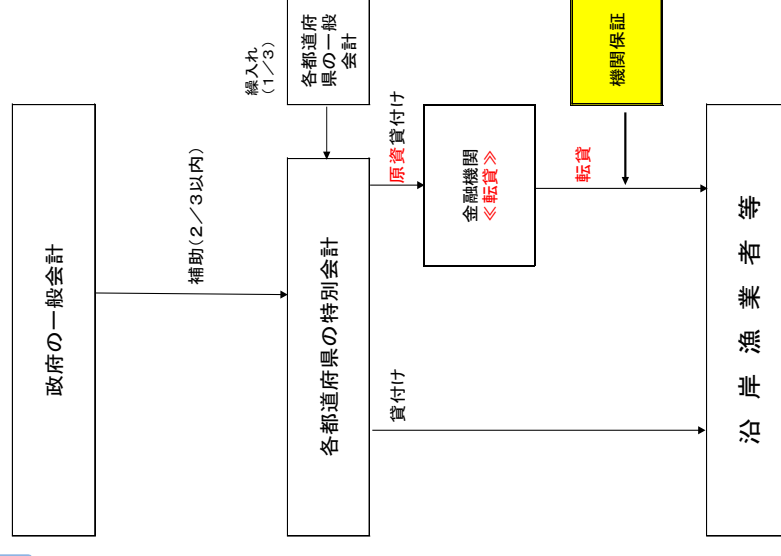 政府の一般会計
補助(2/3以内)
繰入れ
(1/3)
各都道府
県の一般
会計
各都道府県の特別会計
原資貸付け
金融機関
≪転貸≫
貸付け
転貸
機関保証
沿岸漁業者等